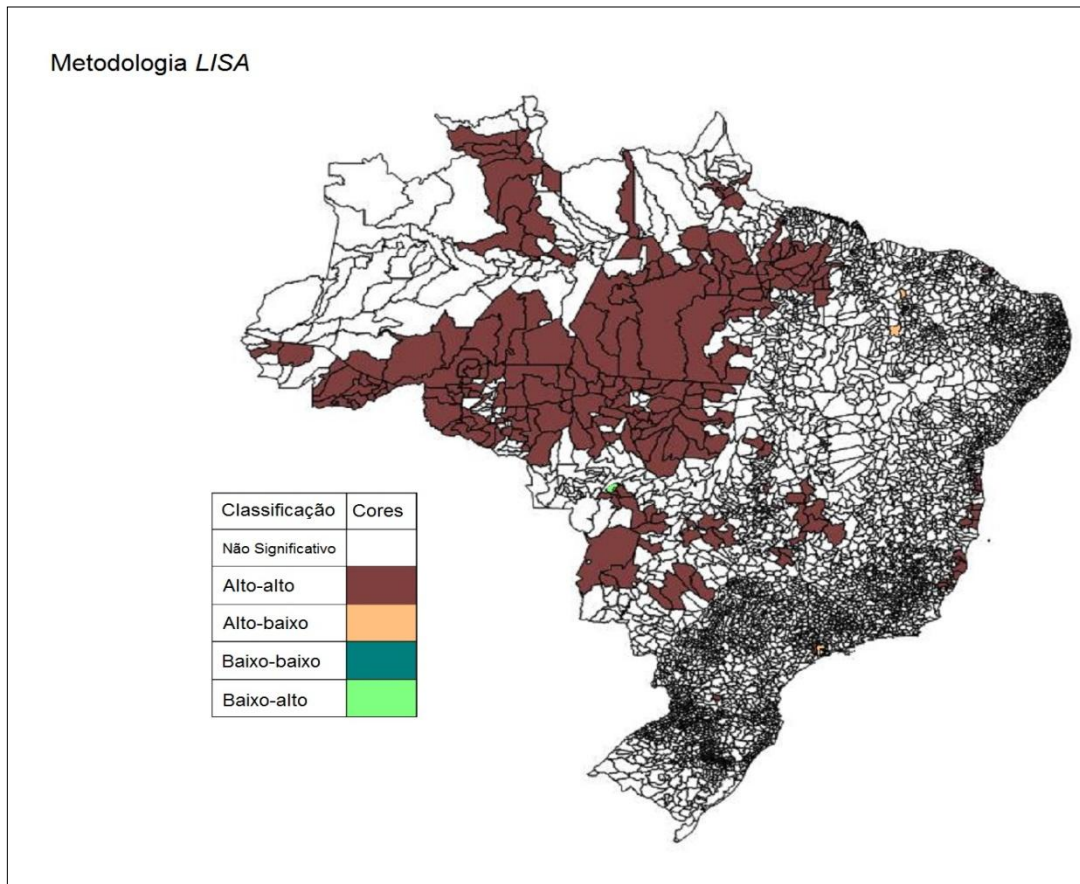 Metodologia LISA
Classificação Cores
Não Significativo
Alto-alto
Alto-baixo
Baixo-baixo
Baixo-alto